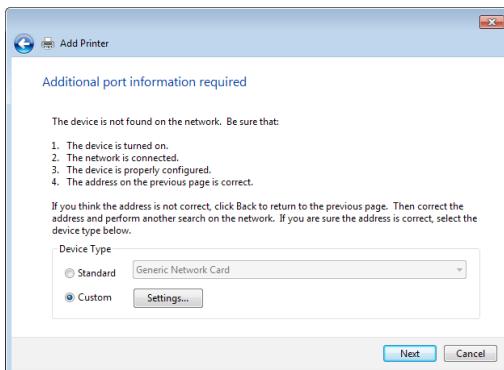 Add Printer
Additional port information required
The device is not found on the network. Be sure that:
1. The device is turned on.
2. The network is connected.
3. The device is properly configured.
4. The address on the previous page is correct.
If you think the address is not correct, click Back to return to the previous page. Then correct the
address and perform another search on the network. If you are sure the address is correct, select the
device type below.
Device Type
Standard Generic Network Card
Custom Settings...
Next Cancel